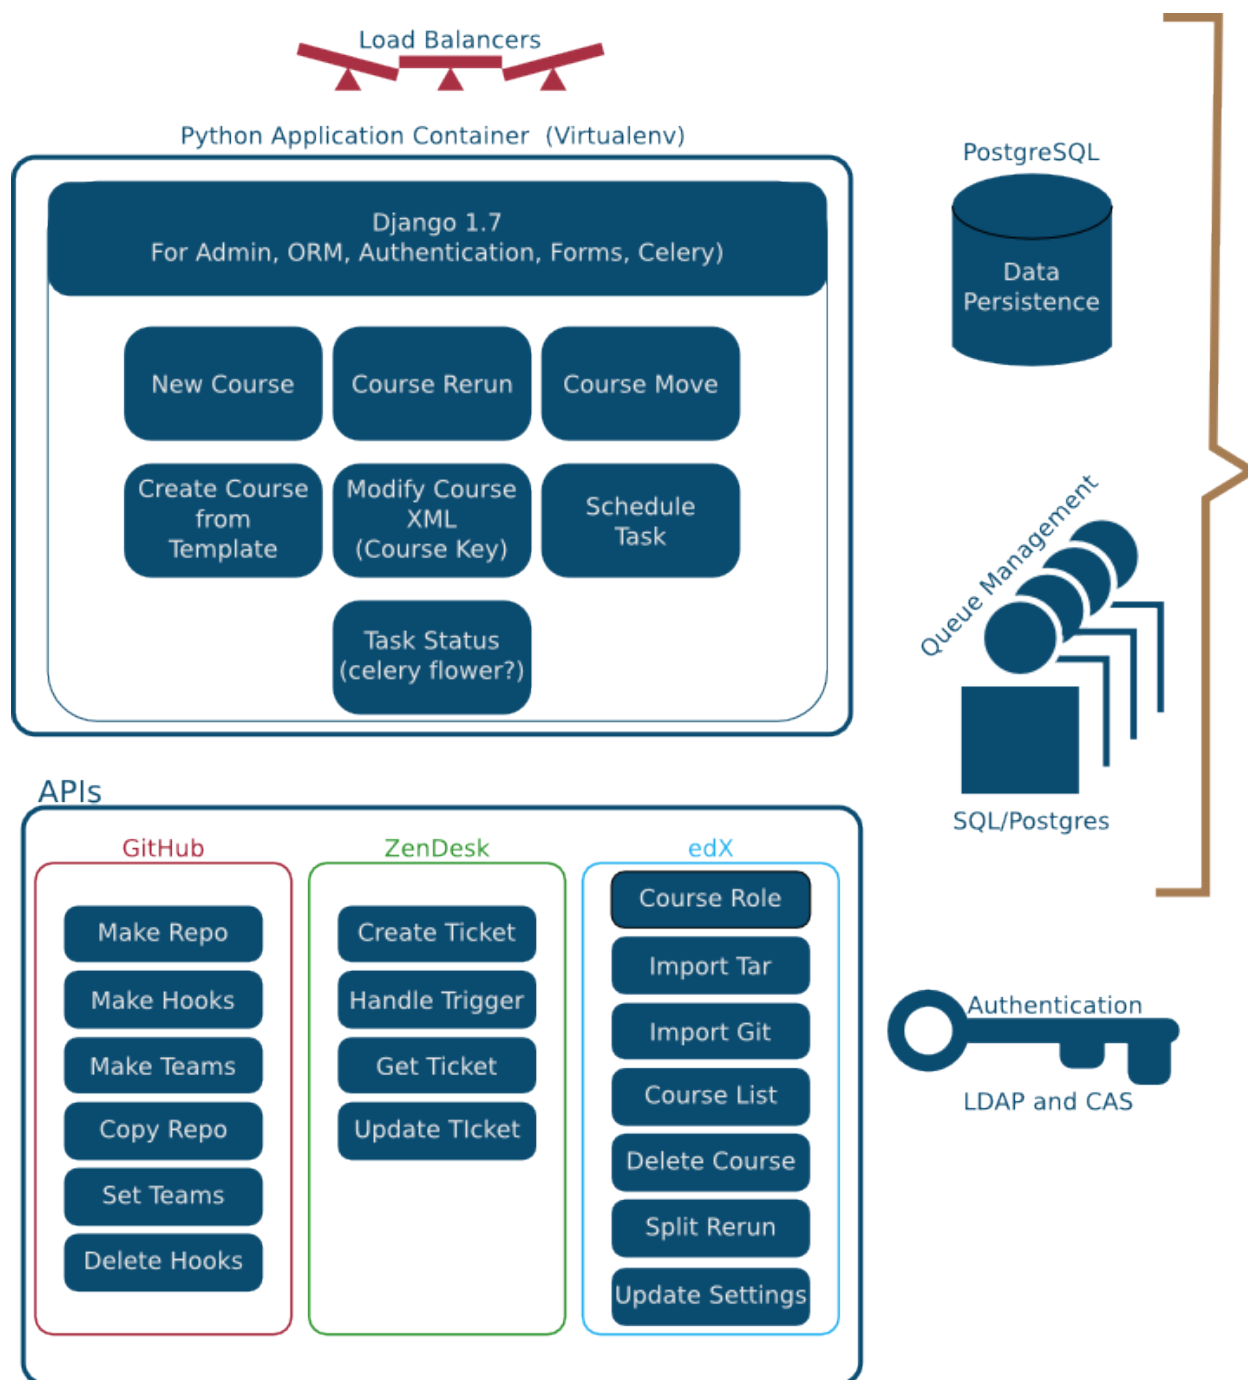 Load Balancers
Python Application Container (Virtualenv)
Django 1.7
For Admin, ORM, Authentication, Forms, Celery)
New Course
Course Rerun
Course Move
Create Course
from
Template
Modify Course
XML
(Course Key)
Schedule
Task
Task Status
(celery flower?)
PostgreSQL
Data
Persistence
Queue Management
SQL/Postgres
APIs
GitHub
Make Repo
Make Hooks
Make Teams
Copy Repo
Set Teams
Delete Hooks
ZenDesk
Create Ticket
Handle Trigger
Get Ticket
Update TIcket
edX
Course Role
Import Tar
Import Git
Course List
Delete Course
Split Rerun
Update Settings
Authentication
LDAP and CAS